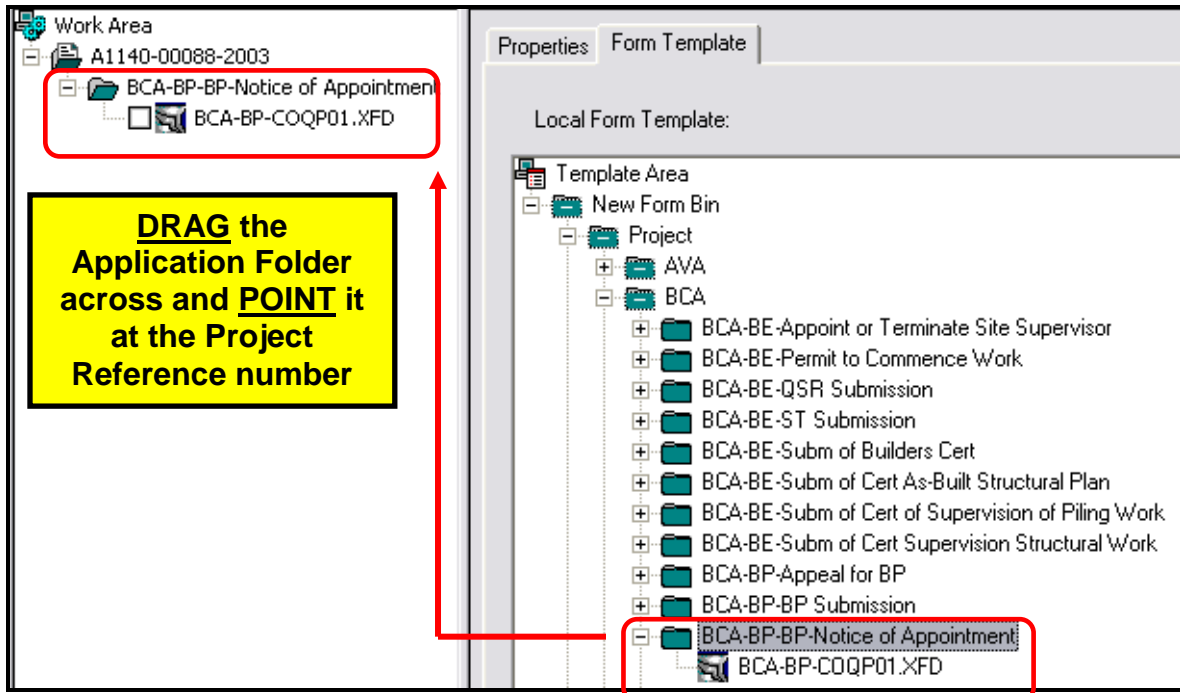 Work Area
A1140-00088-2003
BCA-BP-BP-Notice of Appointment
BCA-BP-COQP01.XFD
DRAG the
Application Folder
across and POINT it
at the Project
Reference number
Properties
Form Template
Local Form Template:
Template Area
New Form Bin
Project
AVA
BCA
BCA-BE-Appoint or Terminate Site Supervisor
BCA-BE-Permit to Commence Work
BCA-BE-QSR Submission
BCA-BE-ST Submission
BCA-BE-Subm of Builders Cert
BCA-BE-Subm of Cert As-Built Structural Plan
BCA-BE-Subm of Cert of Supervision of Piling Work
BCA-BE-Subm of Cert Supervision Structural Work
BCA-BP-Appeal for BP
BCA-BP-BP Submission
BCA-BP-BP-Notice of Appointment
BCA-BP-COQP01.XFD